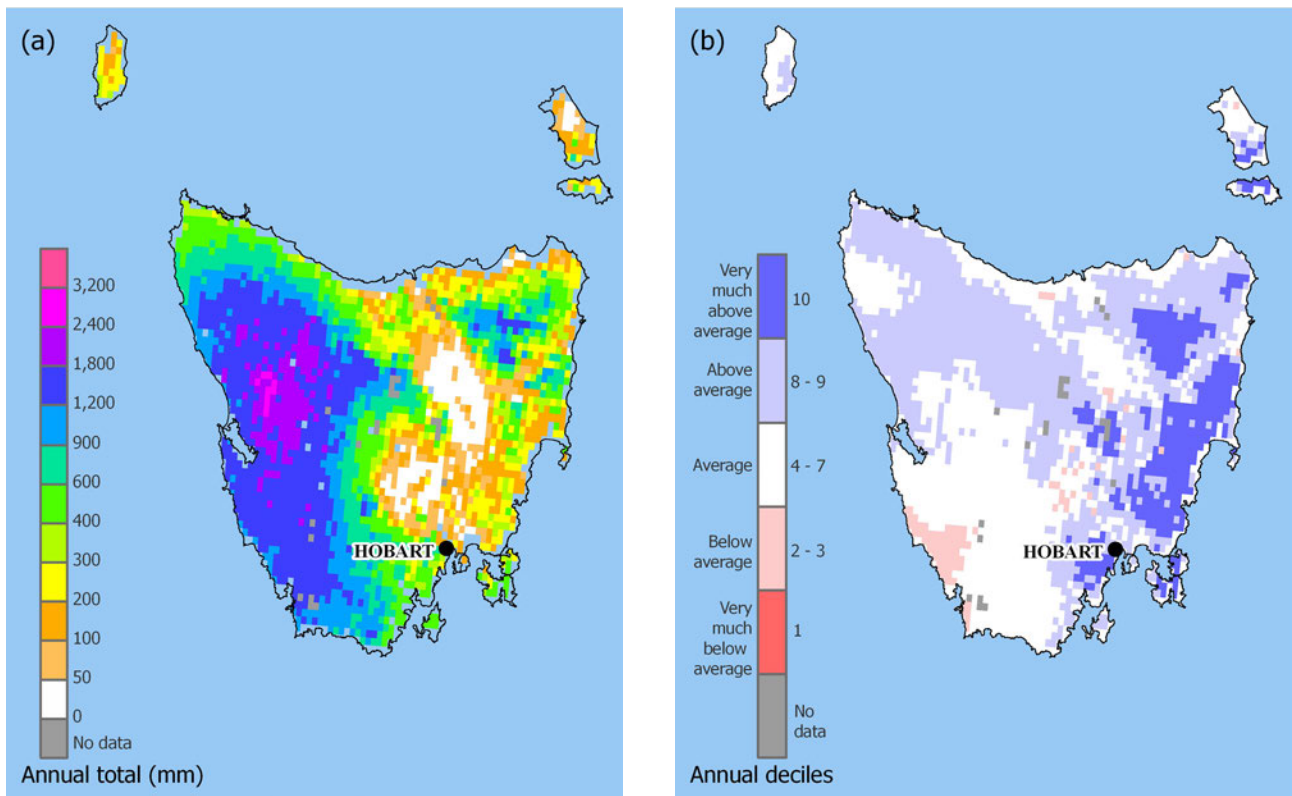 (a)
3,200
2,400
1,800
1,200
900
600
400
300
200
100
50
0
No data
HOBART
Annual total (mm)
(b)
Very
much
above
average
10
Above
average
8 - 9
Average
4 - 7
Below
average
2 - 3
Very
much
below
average
1
No
data
HOBART
Annual deciles